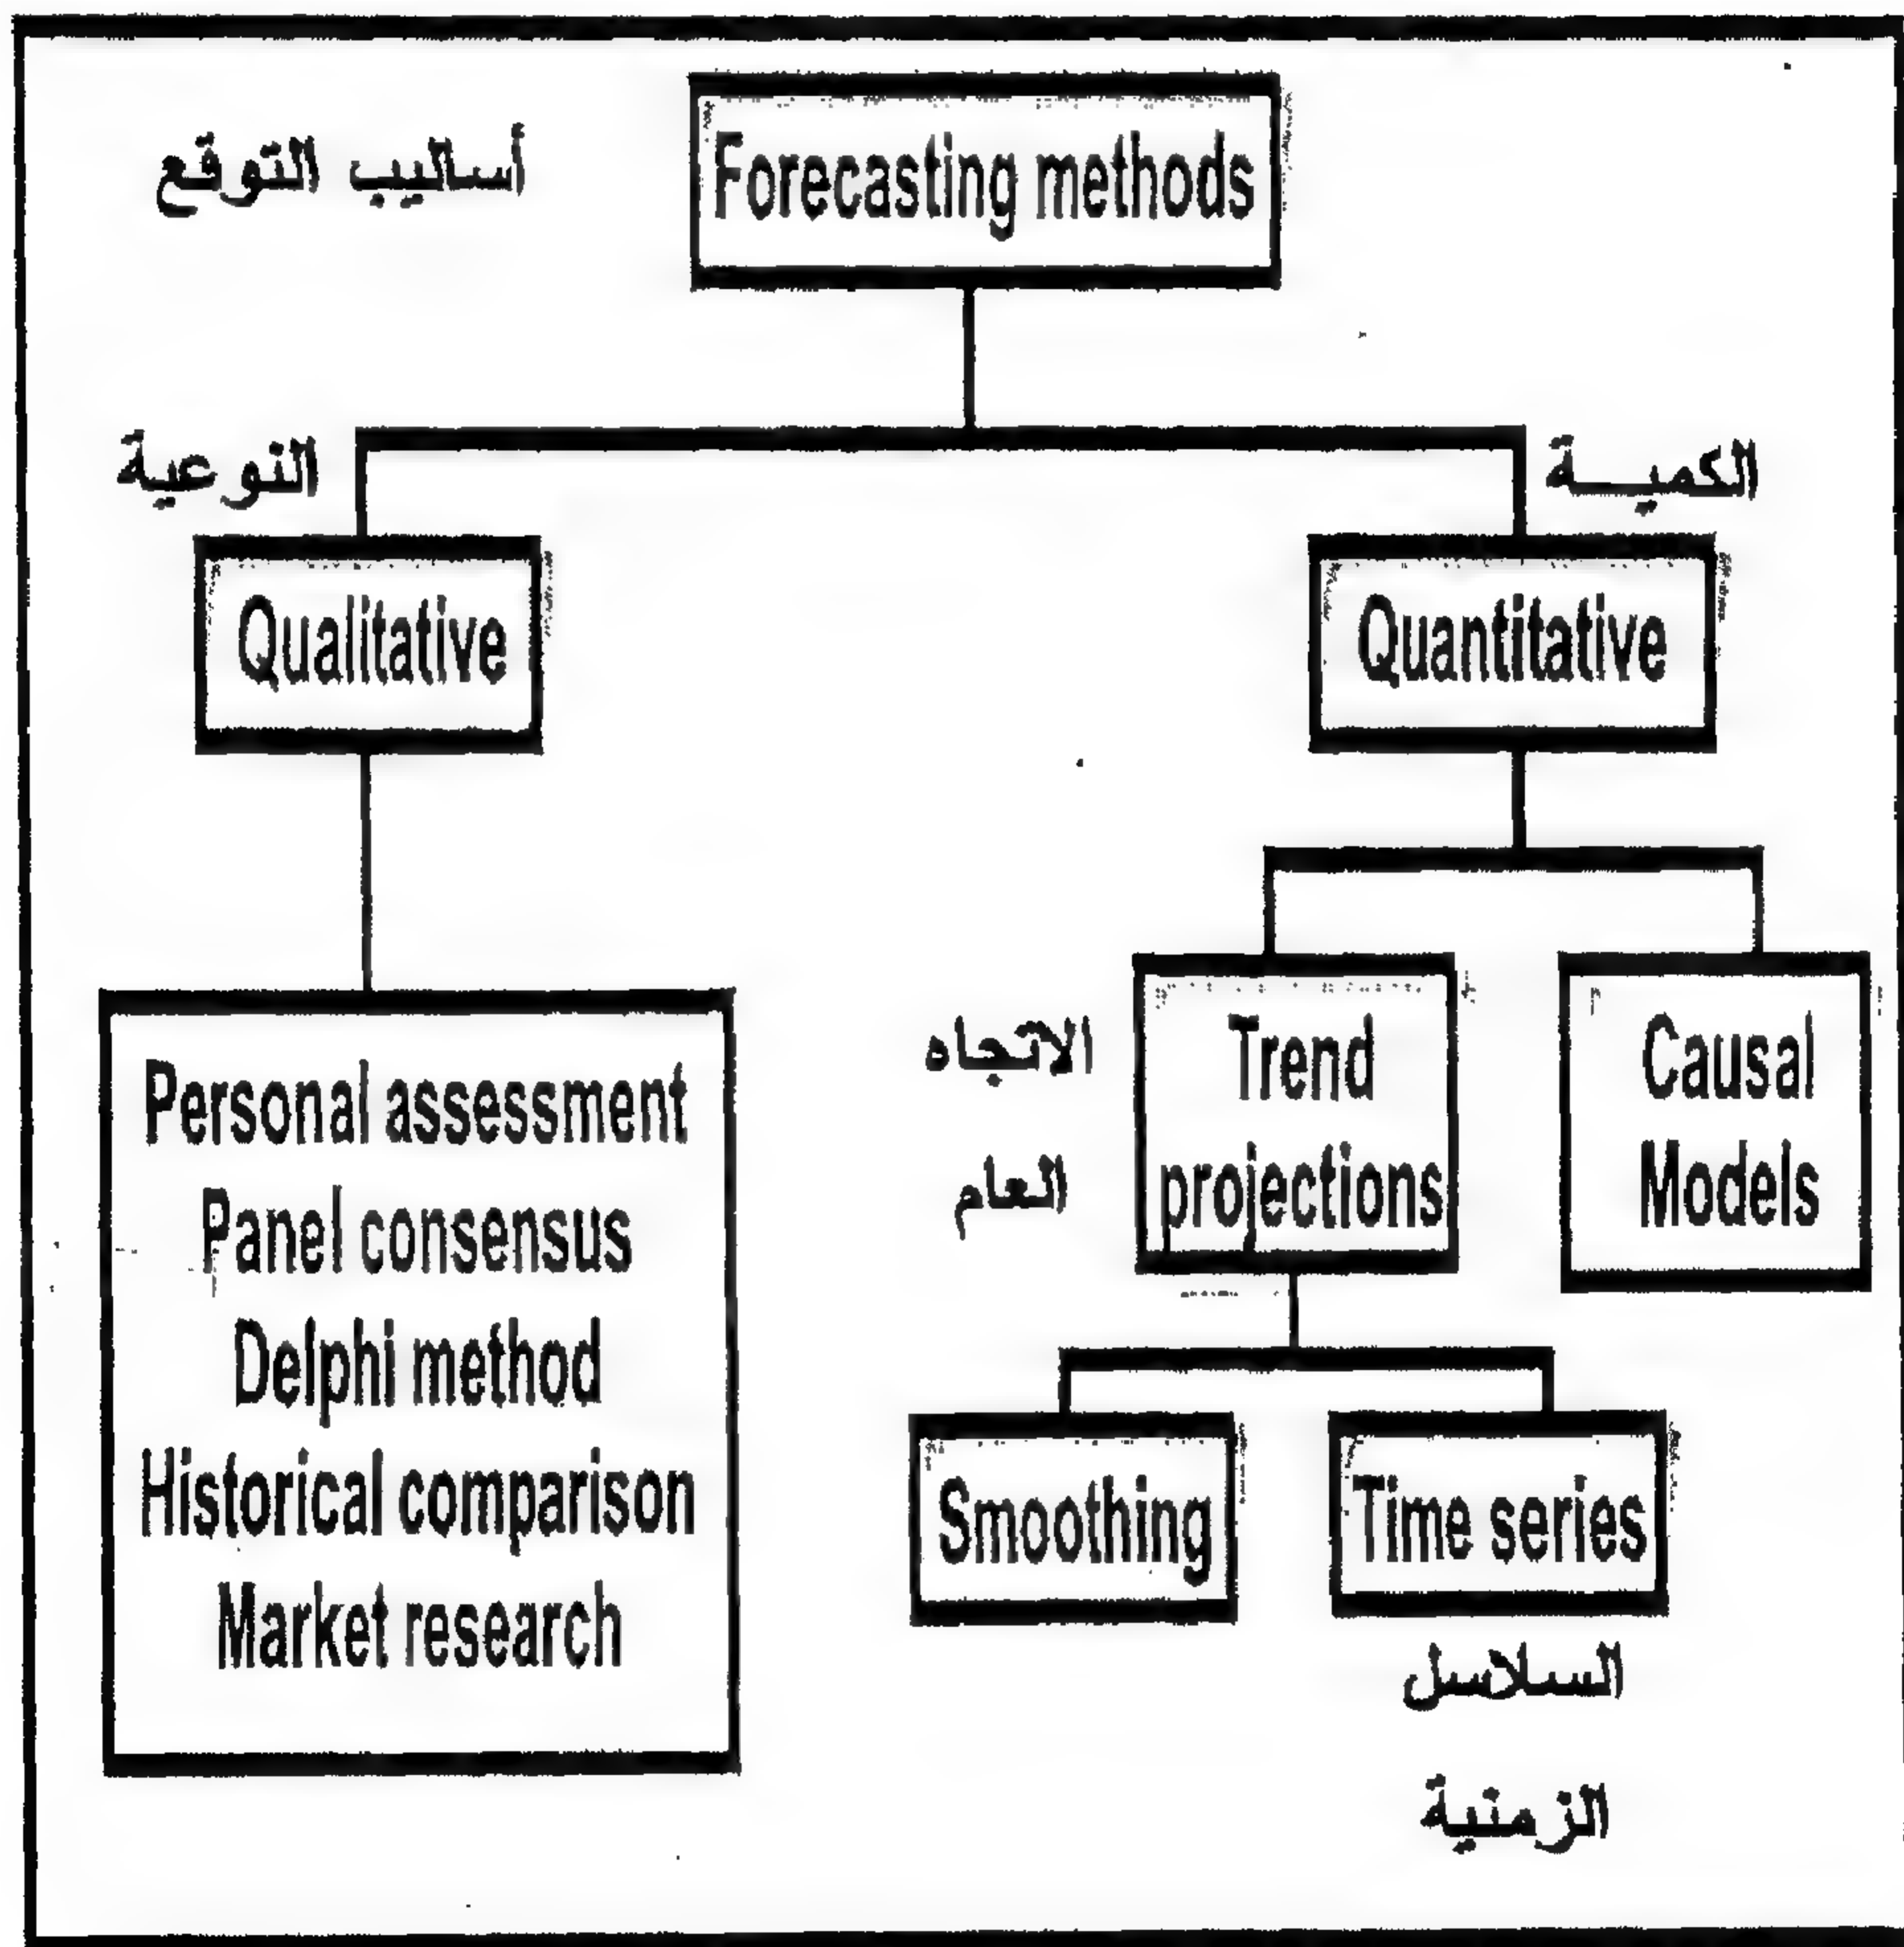 أساليب التوقع
Forecasting methods
النوعية
الكميـــة
Qualitative
Quantitative
Personal assessment
Panel consensus
Delphi method
Historical comparison
Market research
الاتجاه
العام
Trend
projections
Causal
Models
Smoothing
Time series
السلاسل
الزمنية